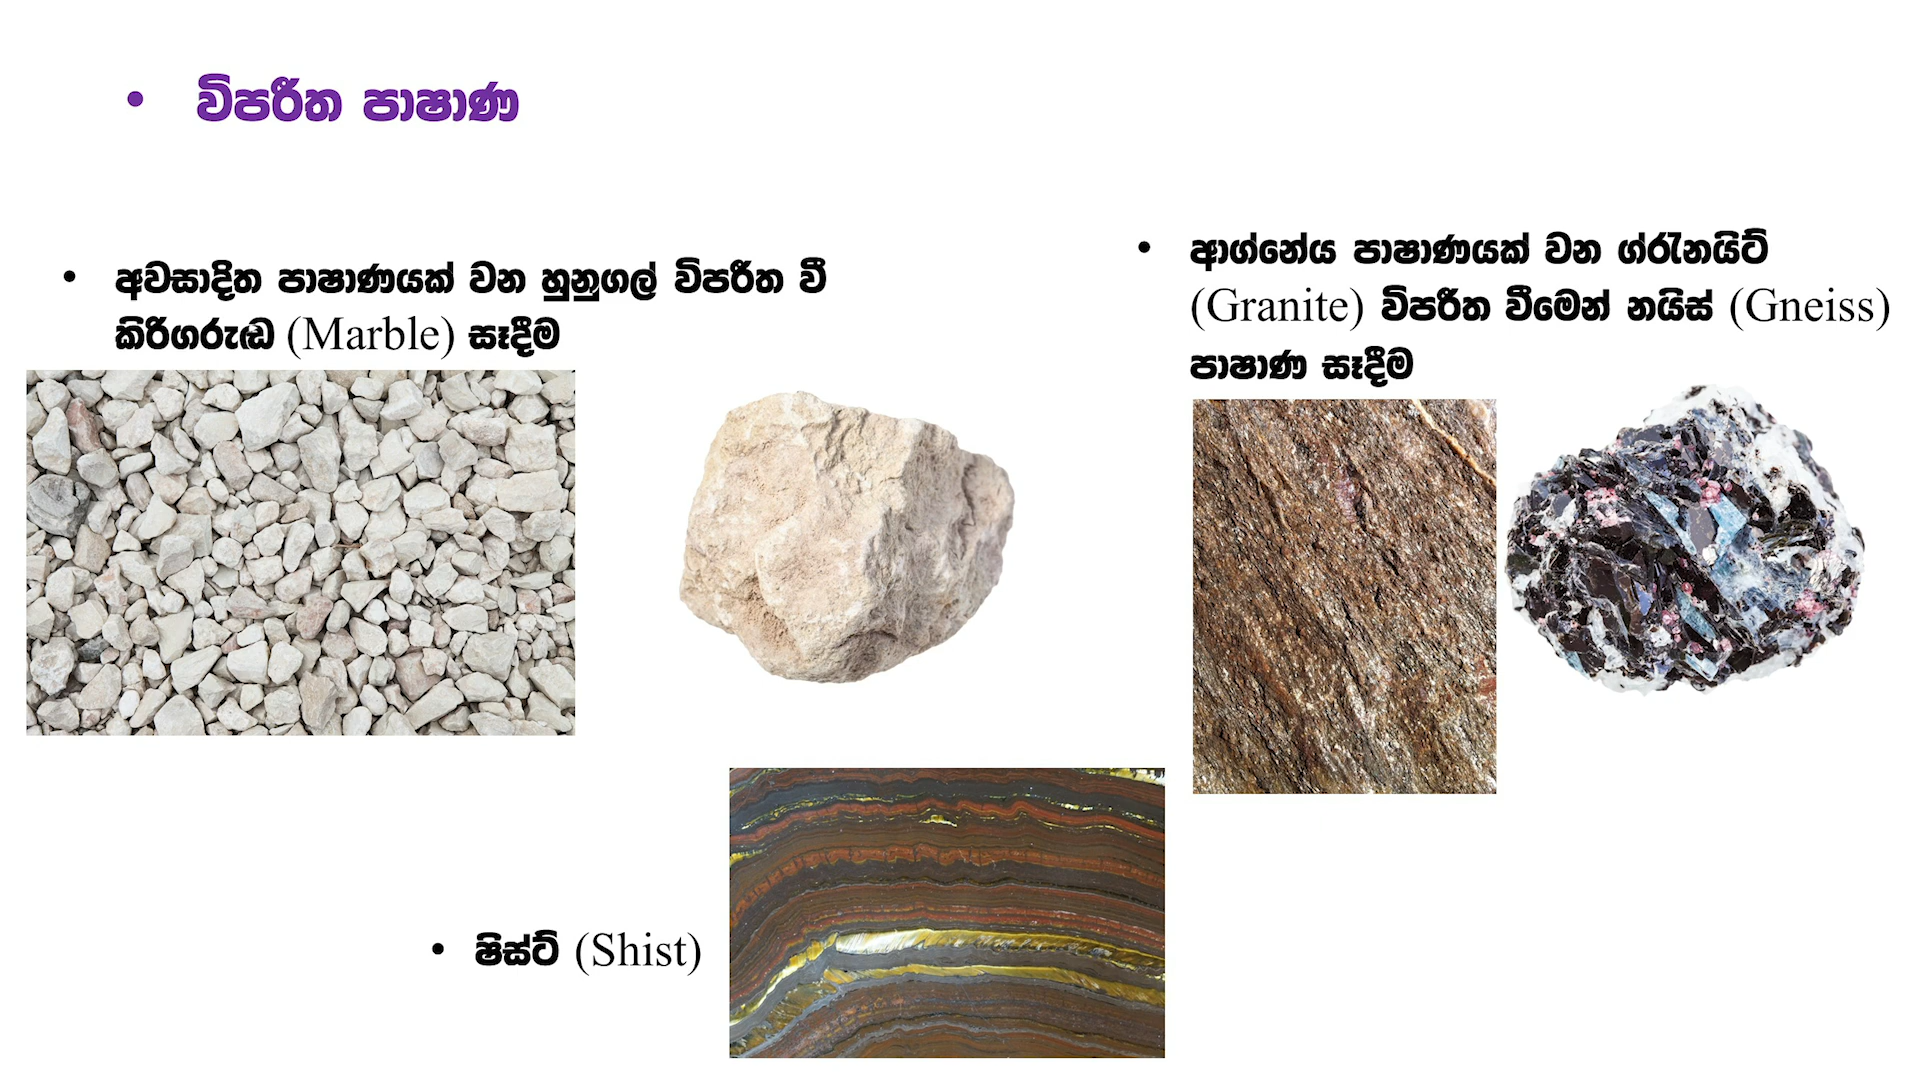 • විපරීත පාෂාණ
• අවසාදිත පාෂාණයක් වන හුනුගල් විපරීත වී
කිරිගරුඬ (Marble) සෑදීම
• ආග්නේය පාෂාණයක් වන ග්රැනයිට්
(Granite) විපරීත වීමෙන් නයිස් (Gneiss)
පාෂාණ සෑදීම
• ෂිස්ට් (Shist)